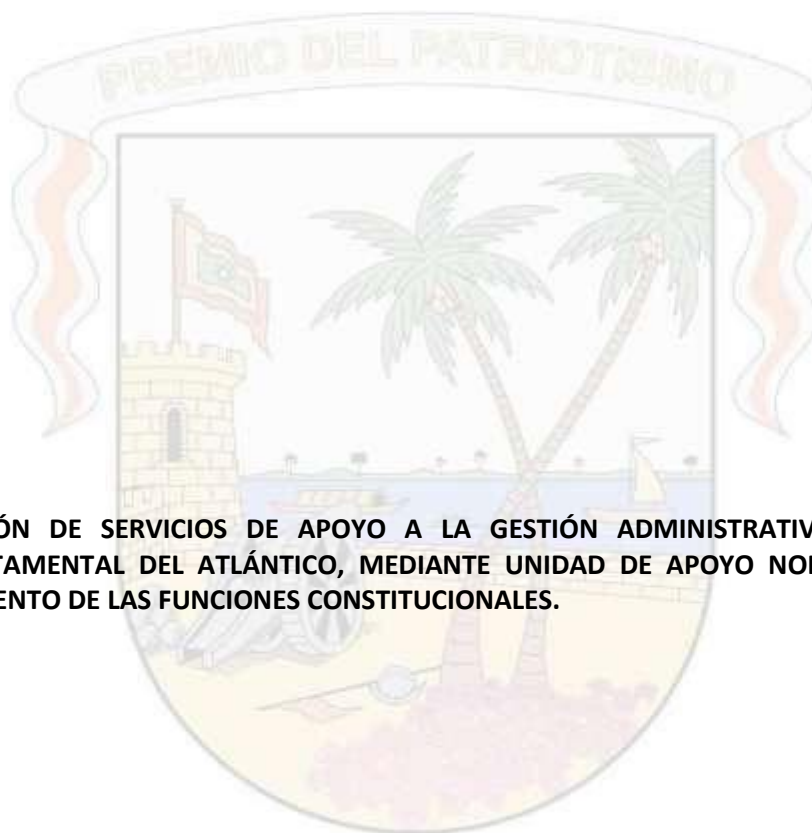 PREMIO DEL PATRIOTISMO
IÓN DE SERVICIOS DE APOYO A LA GESTIÓN ADMINISTRATIV
TAMENTAL DEL ATLÁNTICO, MEDIANTE UNIDAD DE APOYO NO
ENTO DE LAS FUNCIONES CONSTITUCIONALES.